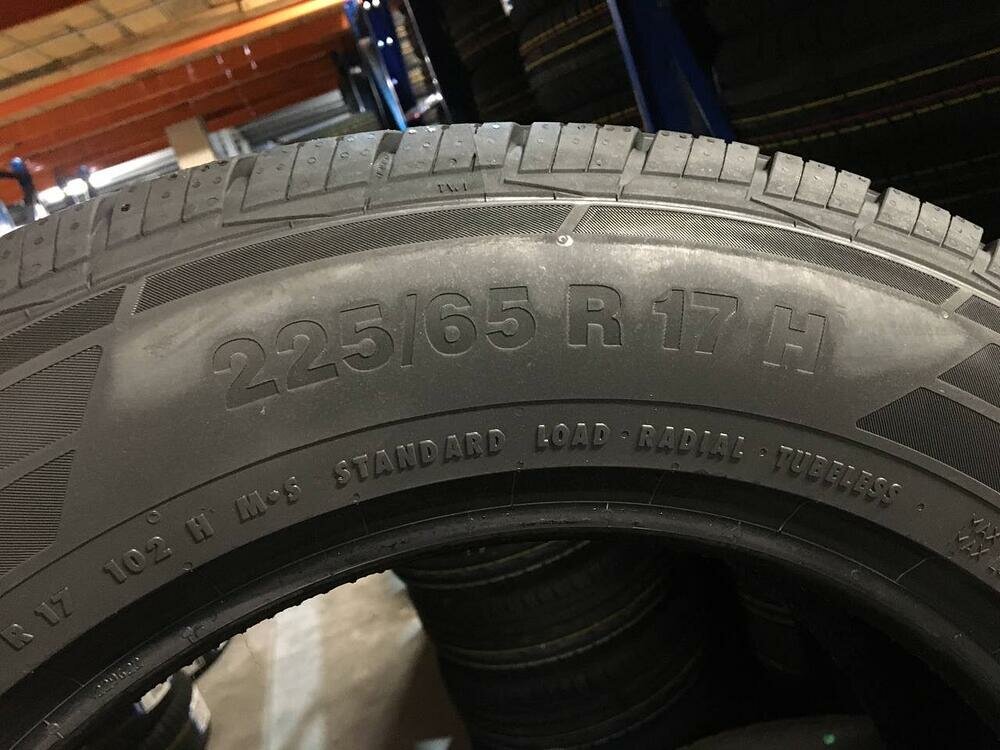 TWI
225/65 R 17 H
R 17 102 H M•S STANDARD LOAD • RADIAL • TUBELESS •